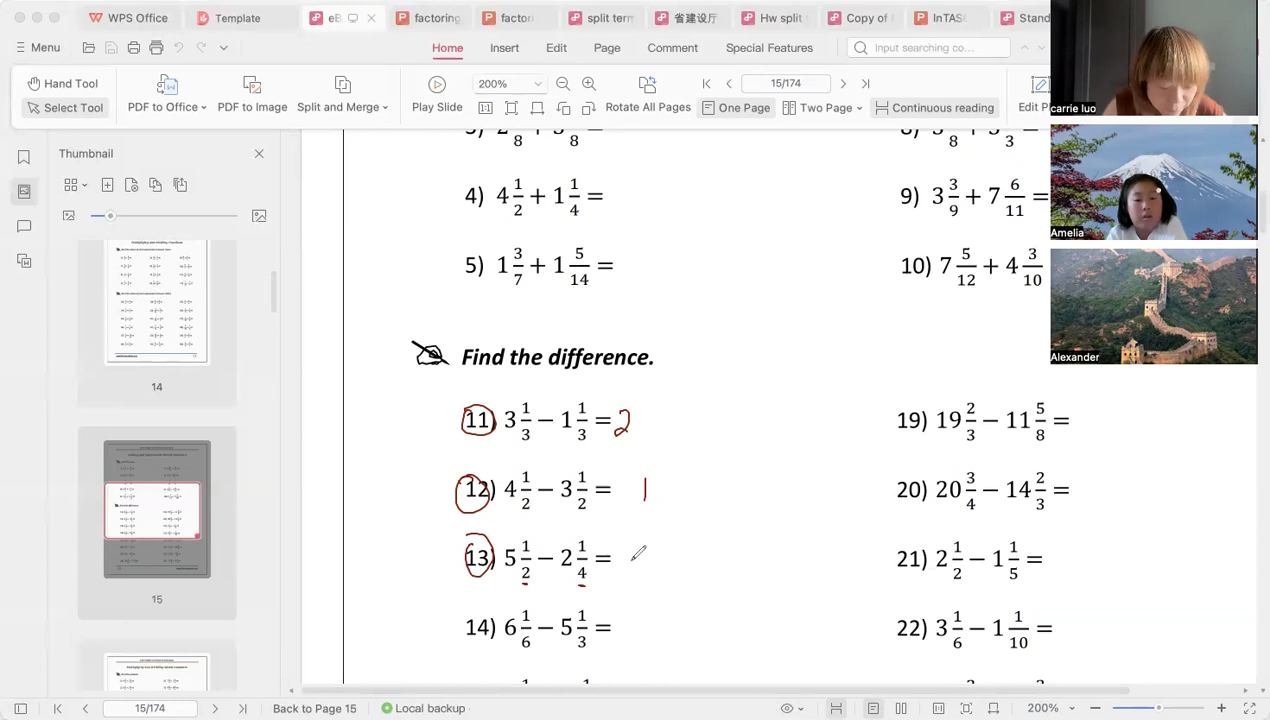 WPS Office Template eB factoring factori split term 省建设厅 Hw split Copy of InTAS Stand
Menu Home Insert Edit Page Comment Special Features Input searching co...
Hand Tool
Select Tool
PDF to Office PDF to Image Split and Merge Play Slide
200%
Rotate All Pages
15/174
One Page Two Page Continuous reading
Edit P
Thumbnail
14
15
4) 4 1/2 + 1 1/4 =
5) 1 3/7 + 1 5/14 =
9) 3 3/9 + 7 6/11 =
10) 7 5/12 + 4 3/10
Find the difference.
11) 3 1/3 − 1 1/3 = 2
12) 4 1/2 − 3 1/2 = 1
13) 5 1/2 − 2 1/4 =
14) 6 1/6 − 5 1/3 =
19) 19 2/3 − 11 5/8 =
20) 20 3/4 − 14 2/3 =
21) 2 1/2 − 1 1/5 =
22) 3 1/6 − 1 1/10 =
carrie luo
Amelia
Alexander
15/174 Back to Page 15 Local backup 200%